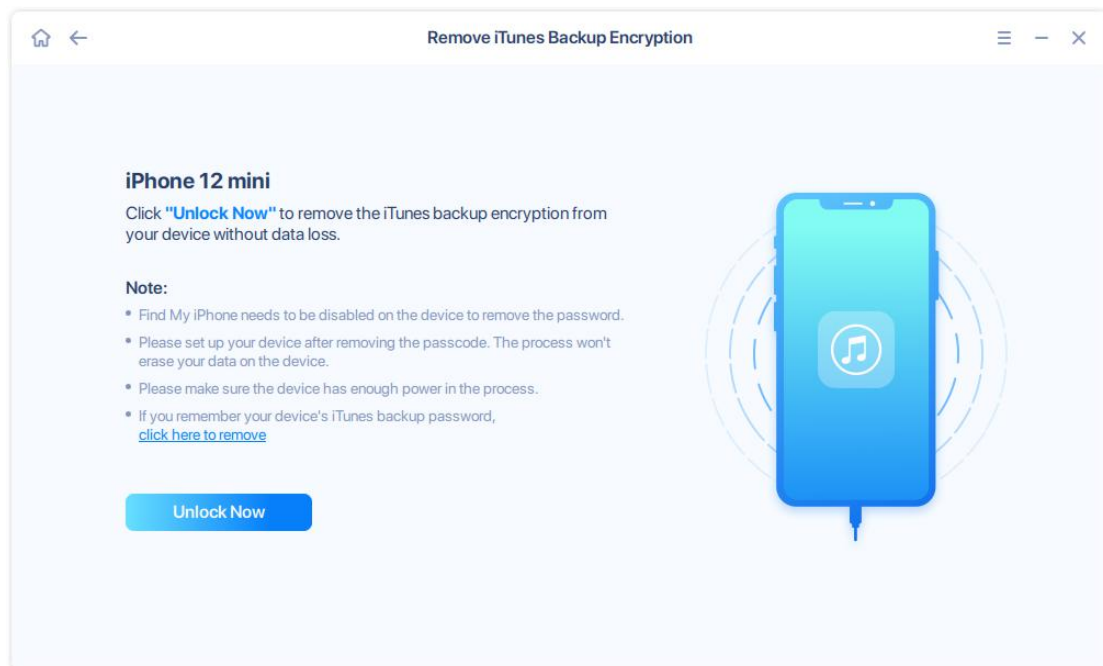 Remove iTunes Backup Encryption
iPhone 12 mini
Click "Unlock Now" to remove the iTunes backup encryption from
your device without data loss.
Note:
• Find My iPhone needs to be disabled on the device to remove the password.
• Please set up your device after removing the passcode. The process won't
erase your data on the device.
• Please make sure the device has enough power in the process.
• If you remember your device's iTunes backup password,
click here to remove
Unlock Now